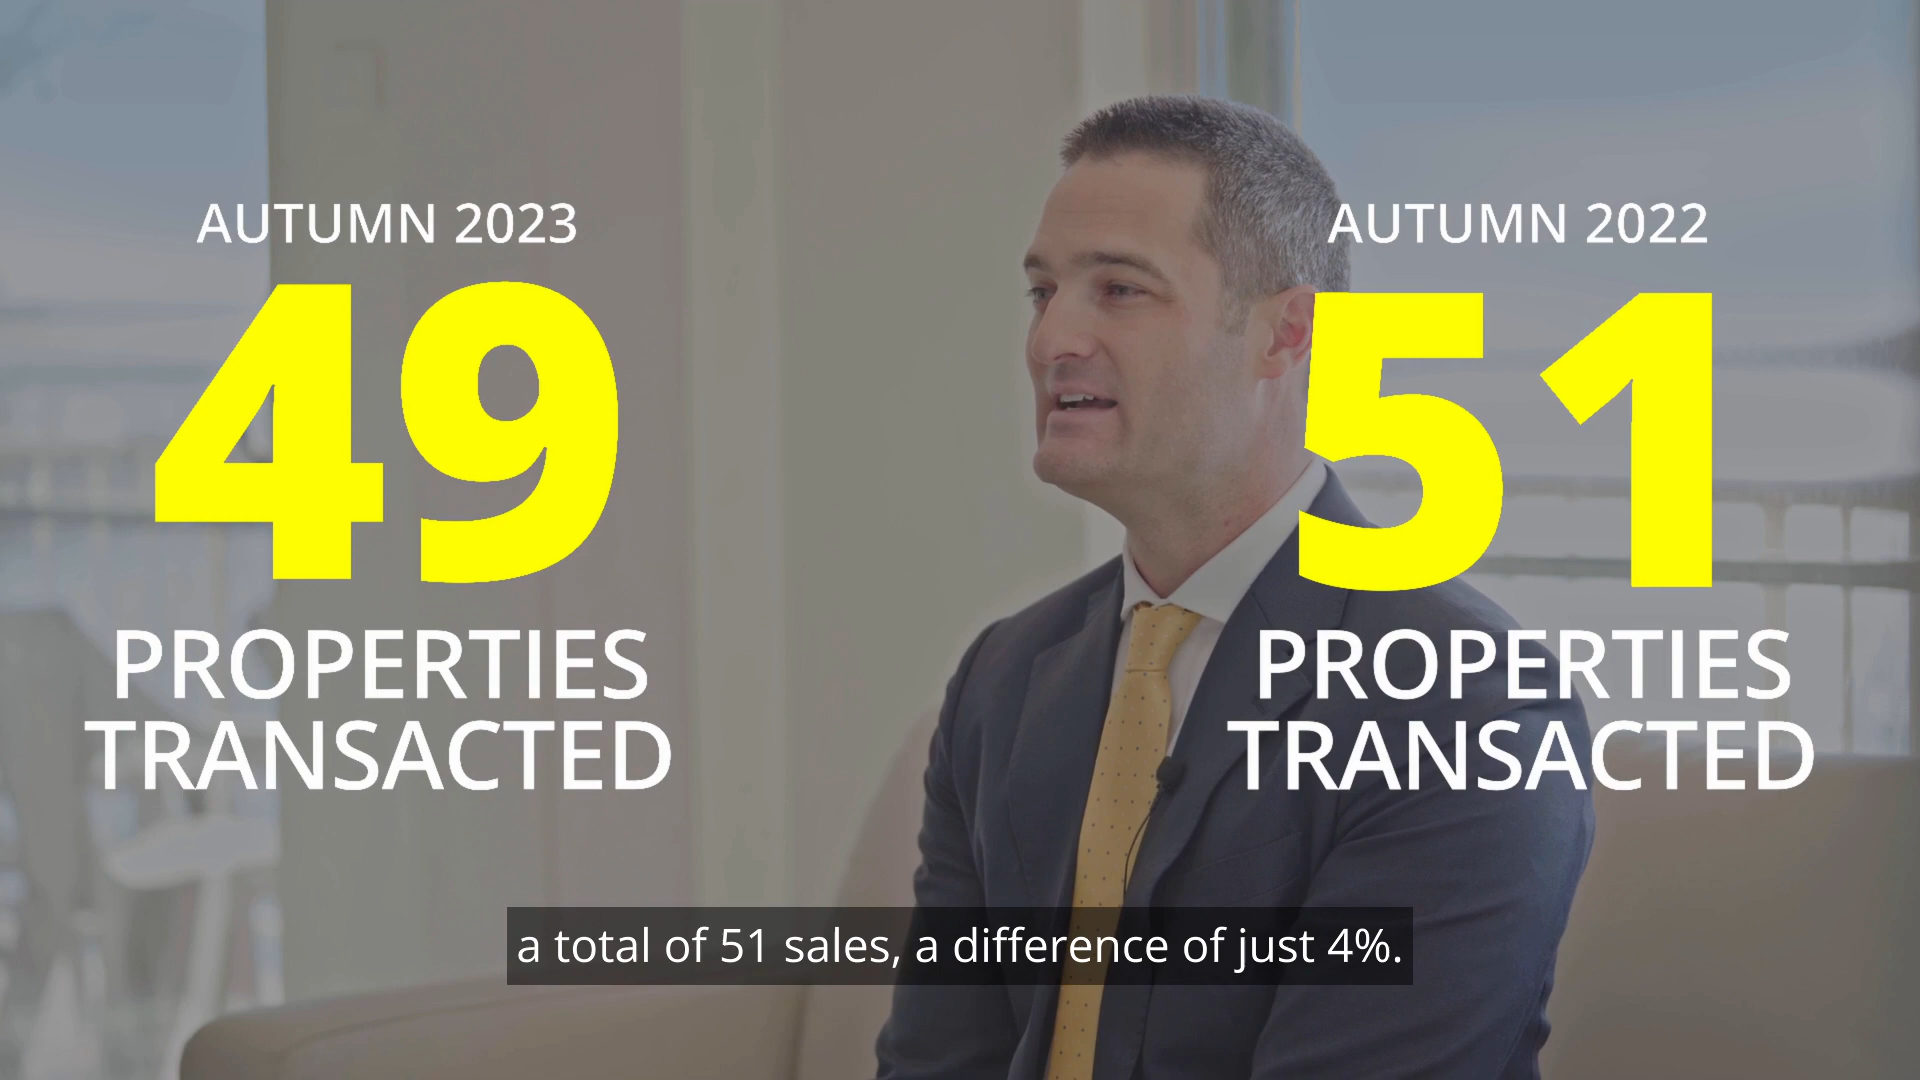 AUTUMN 2023
49
PROPERTIES
TRANSACTED
AUTUMN 2022
51
PROPERTIES
TRANSACTED
a total of 51 sales, a difference of just 4%.